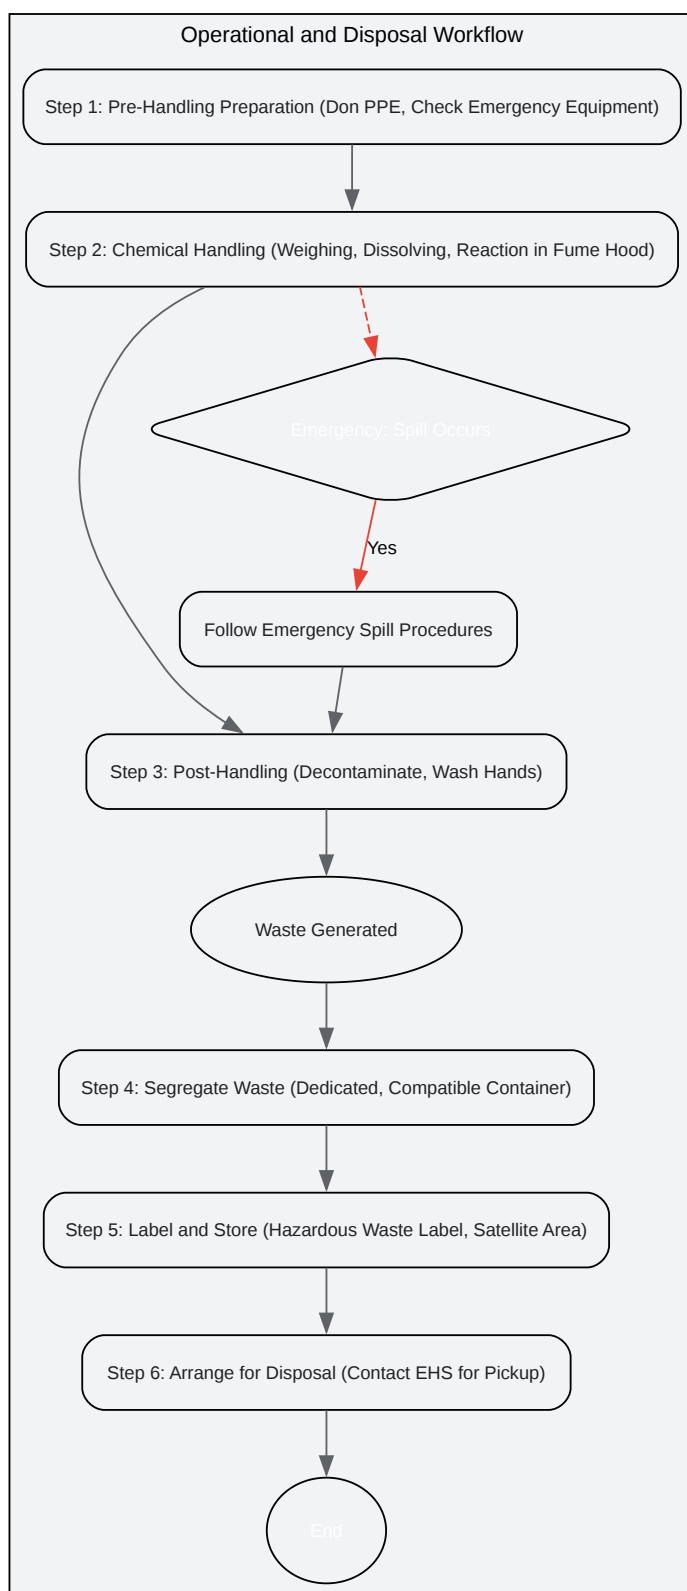 Operational and Disposal Workflow
Step 1: Pre-Handling Preparation (Don PPE, Check Emergency Equipment)
Step 2: Chemical Handling (Weighing, Dissolving, Reaction in Fume Hood)
Emergency: Spill Occurs
Yes
Follow Emergency Spill Procedures
Step 3: Post-Handling (Decontaminate, Wash Hands)
Waste Generated
Step 4: Segregate Waste (Dedicated, Compatible Container)
Step 5: Label and Store (Hazardous Waste Label, Satellite Area)
Step 6: Arrange for Disposal (Contact EHS for Pickup)
End